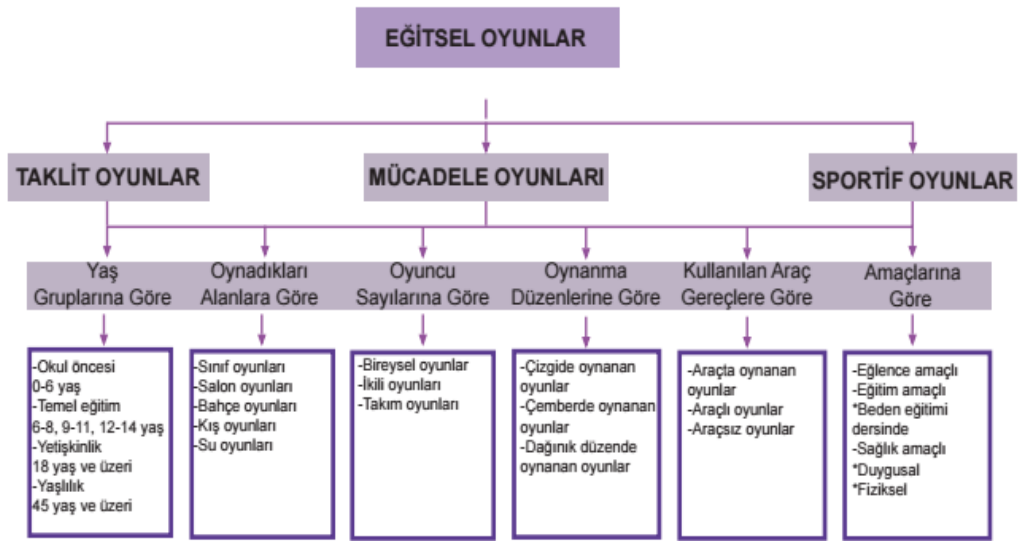 EĞİTSEL OYUNLAR
TAKLİT OYUNLAR
MÜCADELE OYUNLARI
SPORTİF OYUNLAR
Yaş
Gruplarına Göre
Oynadıkları
Alanlara Göre
Oyuncu
Sayılarına Göre
Oynanma
Düzenlerine Göre
Kullanılan Araç
Gereçlere Göre
Amaçlarına
Göre
-Okul öncesi
0-6 yaş
-Temel eğitim
6-8, 9-11, 12-14 yaş
-Yetişkinlik
18 yaş ve üzeri
-Yaşlılık
45 yaş ve üzeri
-Sınıf oyunları
-Salon oyunları
-Bahçe oyunları
-Kış oyunları
-Su oyunları
-Bireysel oyunlar
-İkili oyunları
-Takım oyunları
-Çizgide oynanan
oyunlar
-Çemberde oynanan
oyunlar
-Dağınık düzende
oynanan oyunlar
-Araçta oynanan
oyunlar
-Araçlı oyunlar
-Araçsız oyunlar
-Eğlence amaçlı
-Eğitim amaçlı
*Beden eğitimi
dersinde
-Sağlık amaçlı
*Duygusal
*Fiziksel